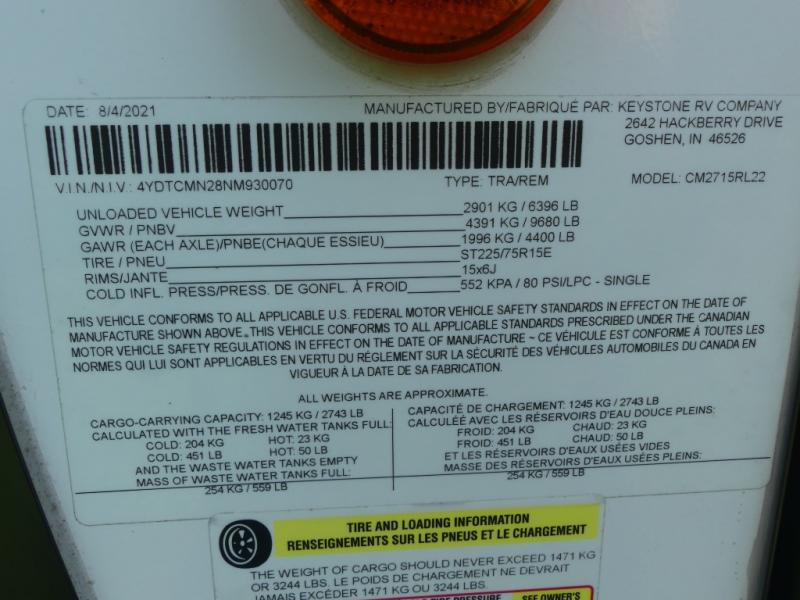 DATE: 8/4/2021
MANUFACTURED BY/FABRIQUÉ PAR: KEYSTONE RV COMPANY
2642 HACKBERRY DRIVE
GOSHEN, IN 46526
V.I.N./N.I.V.: 4YDTCMN28NM930070 TYPE: TRA/REM MODEL: CM2715RL22
UNLOADED VEHICLE WEIGHT 2901 KG / 6396 LB
GVWR / PNBV 4391 KG / 9680 LB
GAWR (EACH AXLE)/PNBE(CHAQUE ESSIEU) 1996 KG / 4400 LB
TIRE / PNEU ST225/75R15E
RIMS/JANTE 15x6J
COLD INFL. PRESS/PRESS. DE GONFL. À FROID 552 KPA / 80 PSI/LPC - SINGLE
THIS VEHICLE CONFORMS TO ALL APPLICABLE U.S. FEDERAL MOTOR VEHICLE SAFETY STANDARDS IN EFFECT ON THE DATE OF
MANUFACTURE SHOWN ABOVE. THIS VEHICLE CONFORMS TO ALL APPLICABLE STANDARDS PRESCRIBED UNDER THE CANADIAN
MOTOR VEHICLE SAFETY REGULATIONS IN EFFECT ON THE DATE OF MANUFACTURE ~ CE VÉHICULE EST CONFORME À TOUTES LES
NORMES QUI LUI SONT APPLICABLES EN VERTU DU RÉGLEMENT SUR LA SÉCURITÉ DES VÉHICULES AUTOMOBILES DU CANADA EN
VIGUEUR À LA DATE DE SA FABRICATION.
ALL WEIGHTS ARE APPROXIMATE.
CARGO-CARRYING CAPACITY: 1245 KG / 2743 LB
CALCULATED WITH THE FRESH WATER TANKS FULL:
COLD: 204 KG HOT: 23 KG
COLD: 451 LB HOT: 50 LB
AND THE WASTE WATER TANKS EMPTY
MASS OF WASTE WATER TANKS FULL:
254 KG / 559 LB
CAPACITÉ DE CHARGEMENT: 1245 KG / 2743 LB
CALCULÉE AVEC LES RÉSERVOIRS D'EAU DOUCE PLEINS:
FROID: 204 KG CHAUD: 23 KG
FROID: 451 LB CHAUD: 50 LB
ET LES RÉSERVOIRS D'EAUX USÉES VIDES
MASSE DES RÉSERVOIRS D'EAUX USÉES PLEINS:
254 KG / 559 LB
TIRE AND LOADING INFORMATION
RENSEIGNEMENTS SUR LES PNEUS ET LE CHARGEMENT
THE WEIGHT OF CARGO SHOULD NEVER EXCEED 1471 KG
OR 3244 LBS. LE POIDS DE CHARGEMENT NE DEVRAIT
JAMAIS EXCÉDER 1471 KG OU 3244 LBS.
SEE OWNER'S